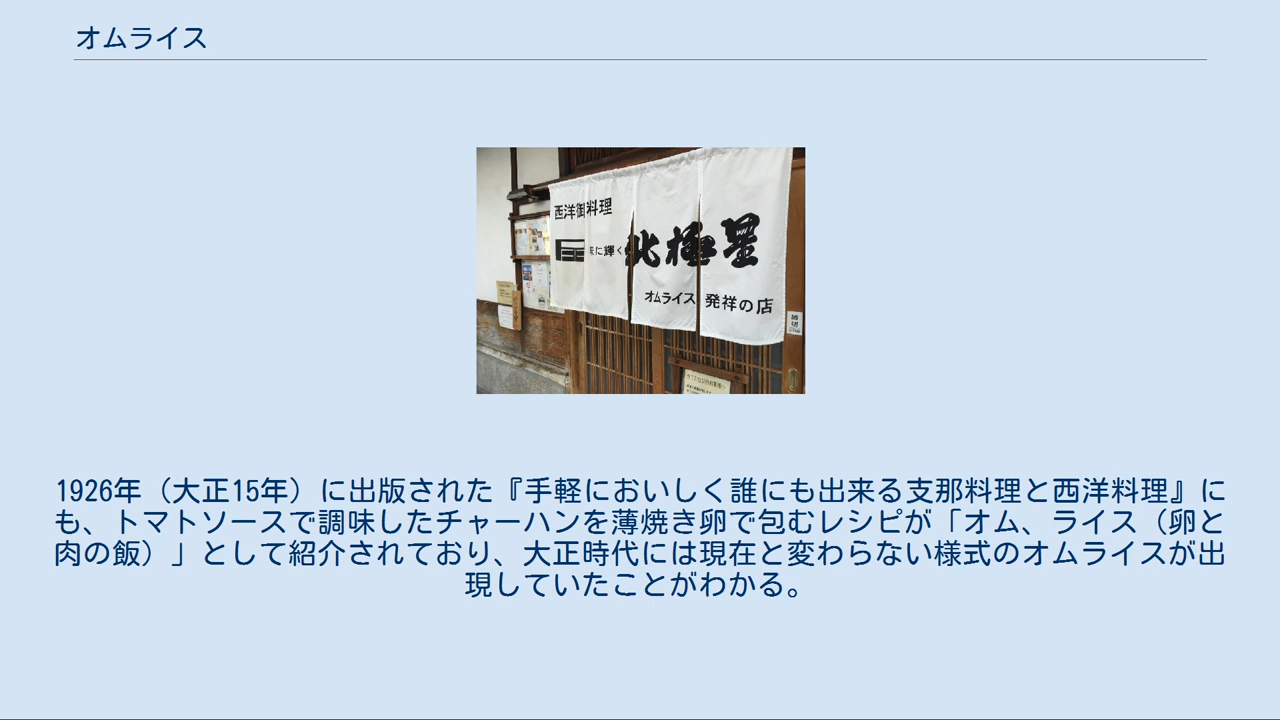 オムライス
西洋御料理
味に輝く
北極星
オムライス 発祥の店
1926年（大正15年）に出版された『手軽においしく誰にも出来る支那料理と西洋料理』に
も、トマトソースで調味したチャーハンを薄焼き卵で包むレシピが「オム、ライス（卵と
肉の飯）」として紹介されており、大正時代には現在と変わらない様式のオムライスが出
現していたことがわかる。